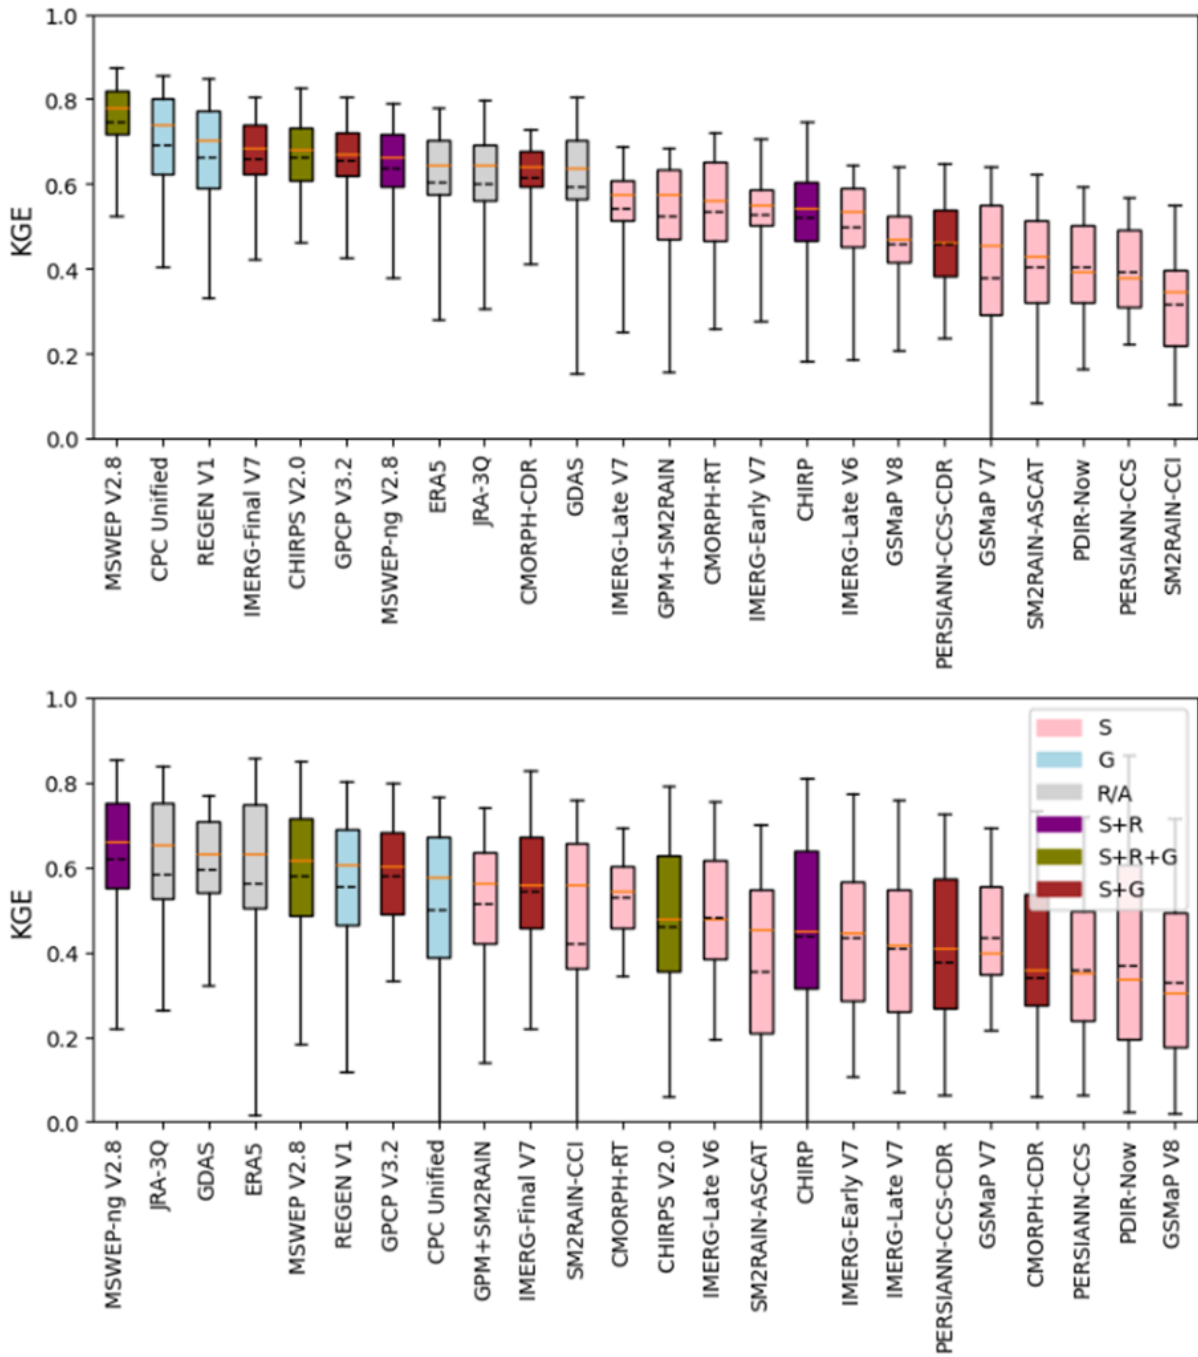 1.0
0.8
0.6
0.4
0.2
0.0
KGE
MSWEP V2.8
CPC Unified
REGEN V1
IMERG-Final V7
CHIRPS V2.0
GPCP V3.2
MSWEP-ng V2.8
ERA5
JRA-3Q
CMORPH-CDR
GDAS
IMERG-Late V7
GPM+SM2RAIN
CMORPH-RT
IMERG-Early V7
CHIRP
IMERG-Late V6
GSMaP V8
PERSIANN-CCS-CDR
GSMaP V7
SM2RAIN-ASCAT
PDIR-Now
PERSIANN-CCS
SM2RAIN-CCI
1.0
0.8
0.6
0.4
0.2
0.0
KGE
S
G
R/A
S+R
S+R+G
S+G
MSWEP-ng V2.8
JRA-3Q
GDAS
ERA5
MSWEP V2.8
REGEN V1
GPCP V3.2
CPC Unified
GPM+SM2RAIN
IMERG-Final V7
SM2RAIN-CCI
CMORPH-RT
CHIRPS V2.0
IMERG-Late V6
SM2RAIN-ASCAT
CHIRP
IMERG-Early V7
IMERG-Late V7
PERSIANN-CCS-CDR
GSMaP V7
CMORPH-CDR
PERSIANN-CCS
PDIR-Now
GSMaP V8